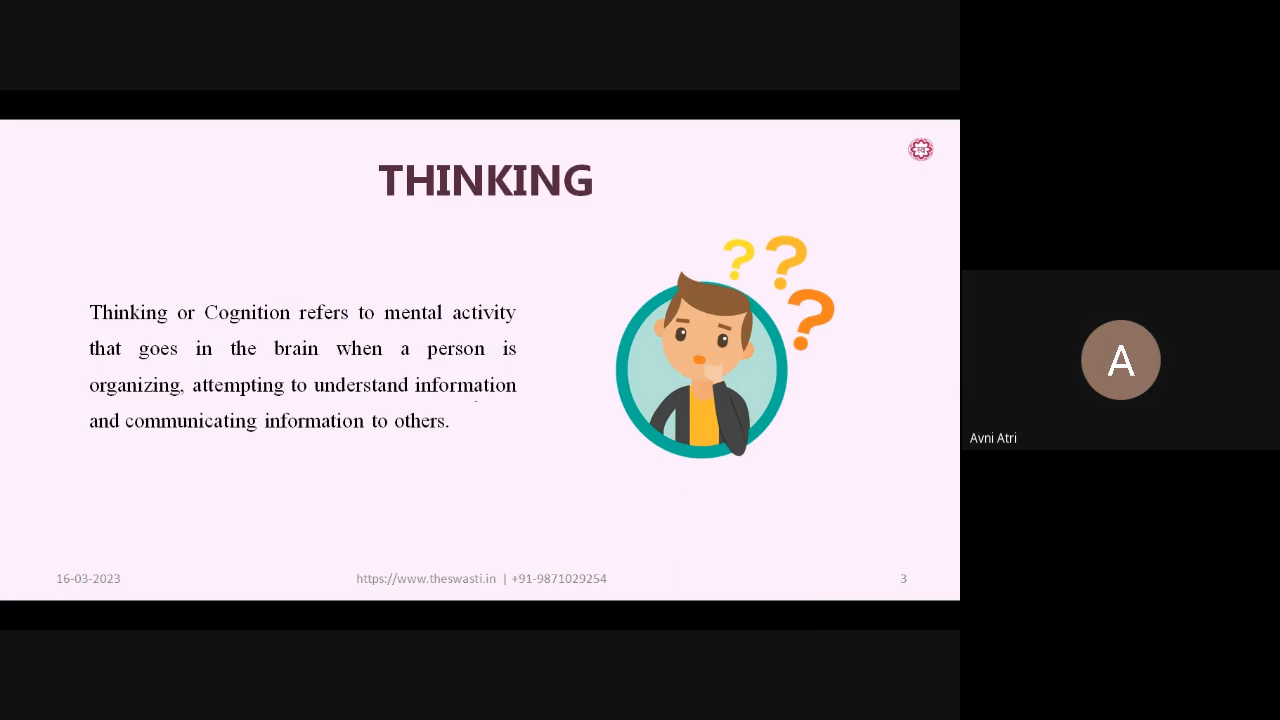 THINKING
Thinking or Cognition refers to mental activity
that goes in the brain when a person is
organizing, attempting to understand information
and communicating information to others.
16-03-2023
https://www.theswasti.in | +91-9871029254
3
A
Avni Atri